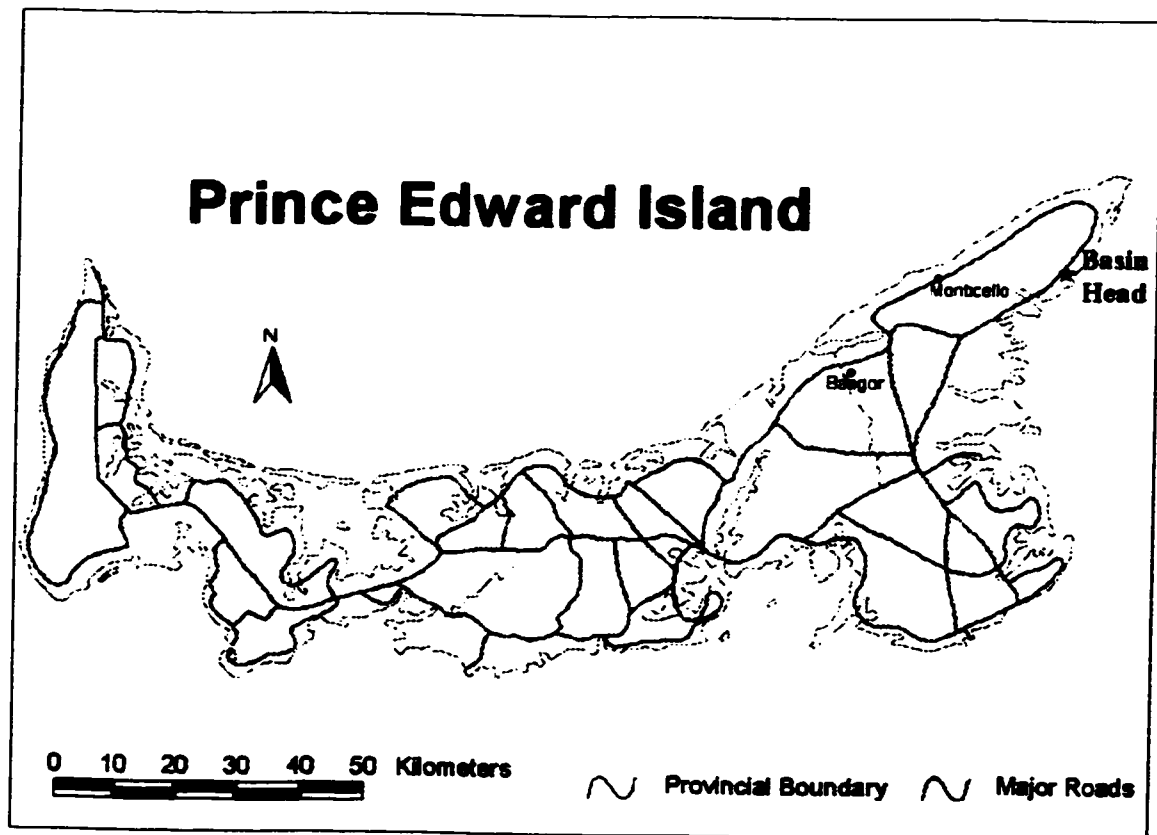 Prince Edward Island
Basin
Head
Monticello
N
Bangor
0 10 20 30 40 50 Kilometers
Provincial Boundary
Major Roads